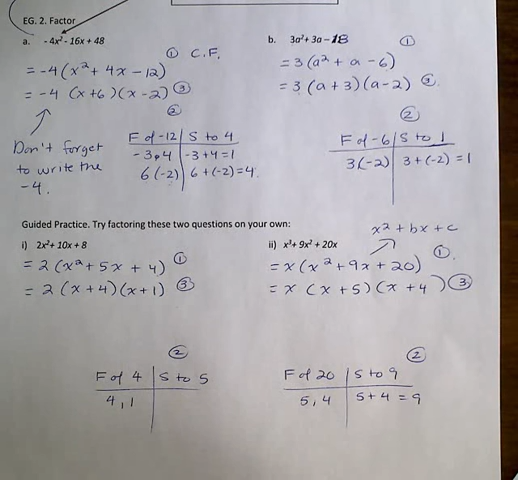 EG. 2. Factor
a. - 4x² - 16x + 48
① C.F.
= -4(x² + 4x - 12)
= -4 (x+6)(x-2) ③
②
Don't forget
to write the
-4.
F of -12 | S to 4
-3•4 | -3+4=1
6(-2) | 6+(-2)=4
b. 3a² + 3a - 18
①
= 3(a² + a - 6)
= 3(a+3)(a-2) ③
②
F of -6 | S to 1
3(-2) | 3+(-2)=1
Guided Practice. Try factoring these two questions on your own:
i) 2x² + 10x + 8
= 2(x² + 5x + 4) ①
= 2(x+4)(x+1) ③
②
F of 4 | S to 5
4,1
x² + bx + c
ii) x³ + 9x² + 20x
= x(x² + 9x + 20) ①
= x (x+5)(x+4) ③
②
F of 20 | S to 9
5,4 | 5+4 = 9